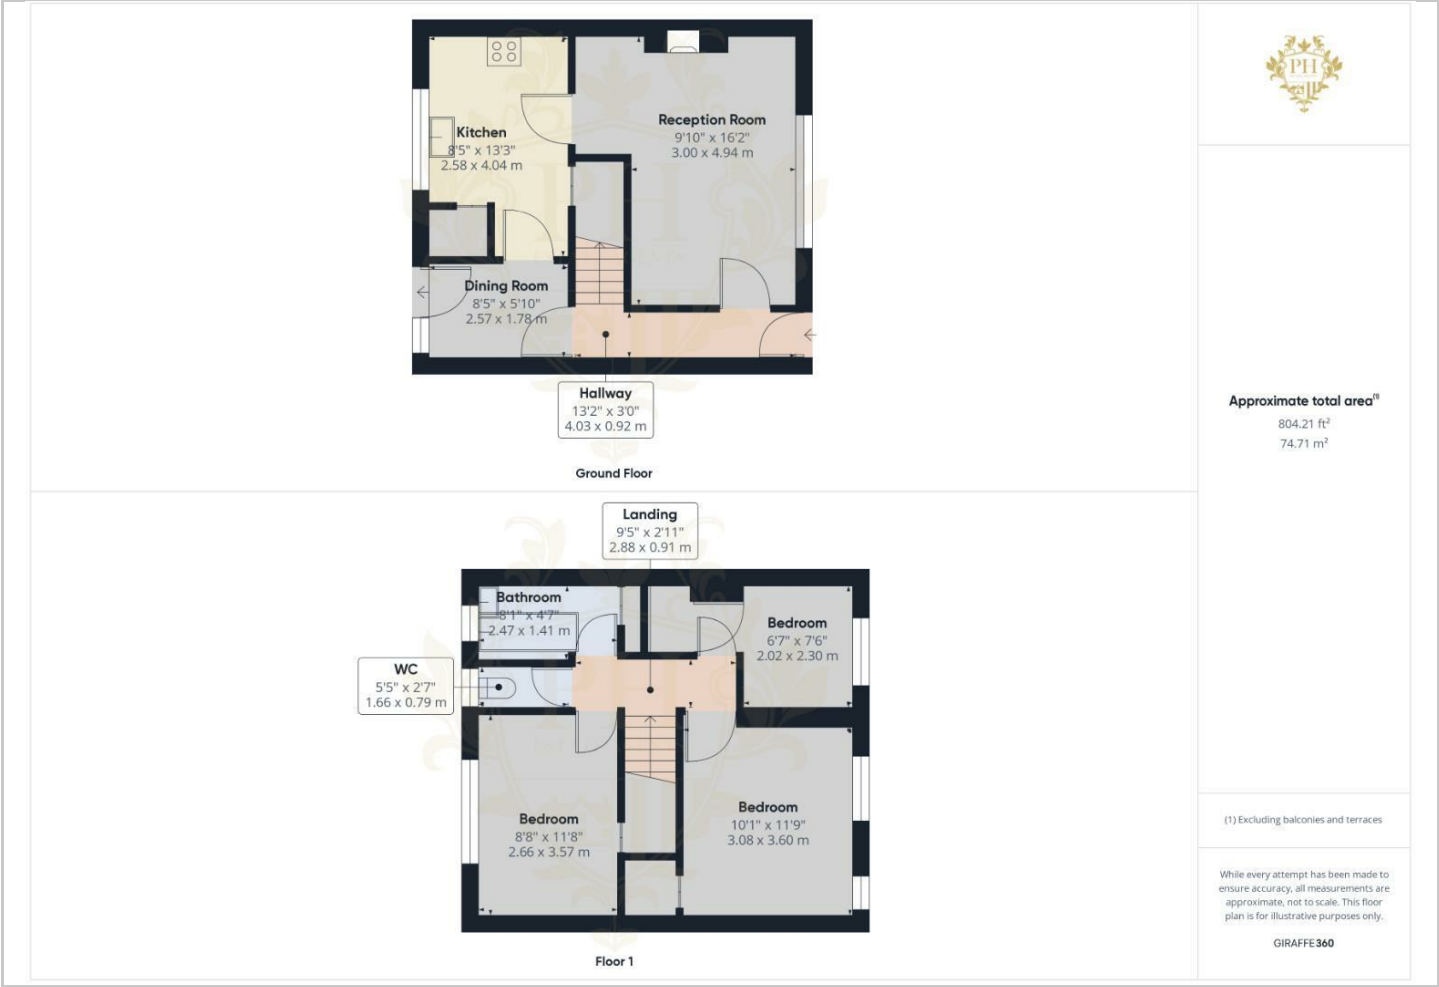 Kitchen
8'5" x 13'3"
2.58 x 4.04 m
Reception Room
9'10" x 16'2"
3.00 x 4.94 m
Dining Room
8'5" x 5'10"
2.57 x 1.78 m
Hallway
13'2" x 3'0"
4.03 x 0.92 m
Ground Floor
Landing
9'5" x 2'11"
2.88 x 0.91 m
Bathroom
8'1" x 4'7"
2.47 x 1.41 m
Bedroom
6'7" x 7'6"
2.02 x 2.30 m
WC
5'5" x 2'7"
1.66 x 0.79 m
Bedroom
8'8" x 11'8"
2.66 x 3.57 m
Bedroom
10'1" x 11'9"
3.08 x 3.60 m
Floor 1
PH
Approximate total area(1)
804.21 ft²
74.71 m²
(1) Excluding balconies and terraces
While every attempt has been made to
ensure accuracy, all measurements are
approximate, not to scale. This floor
plan is for illustrative purposes only.
GIRAFFE360